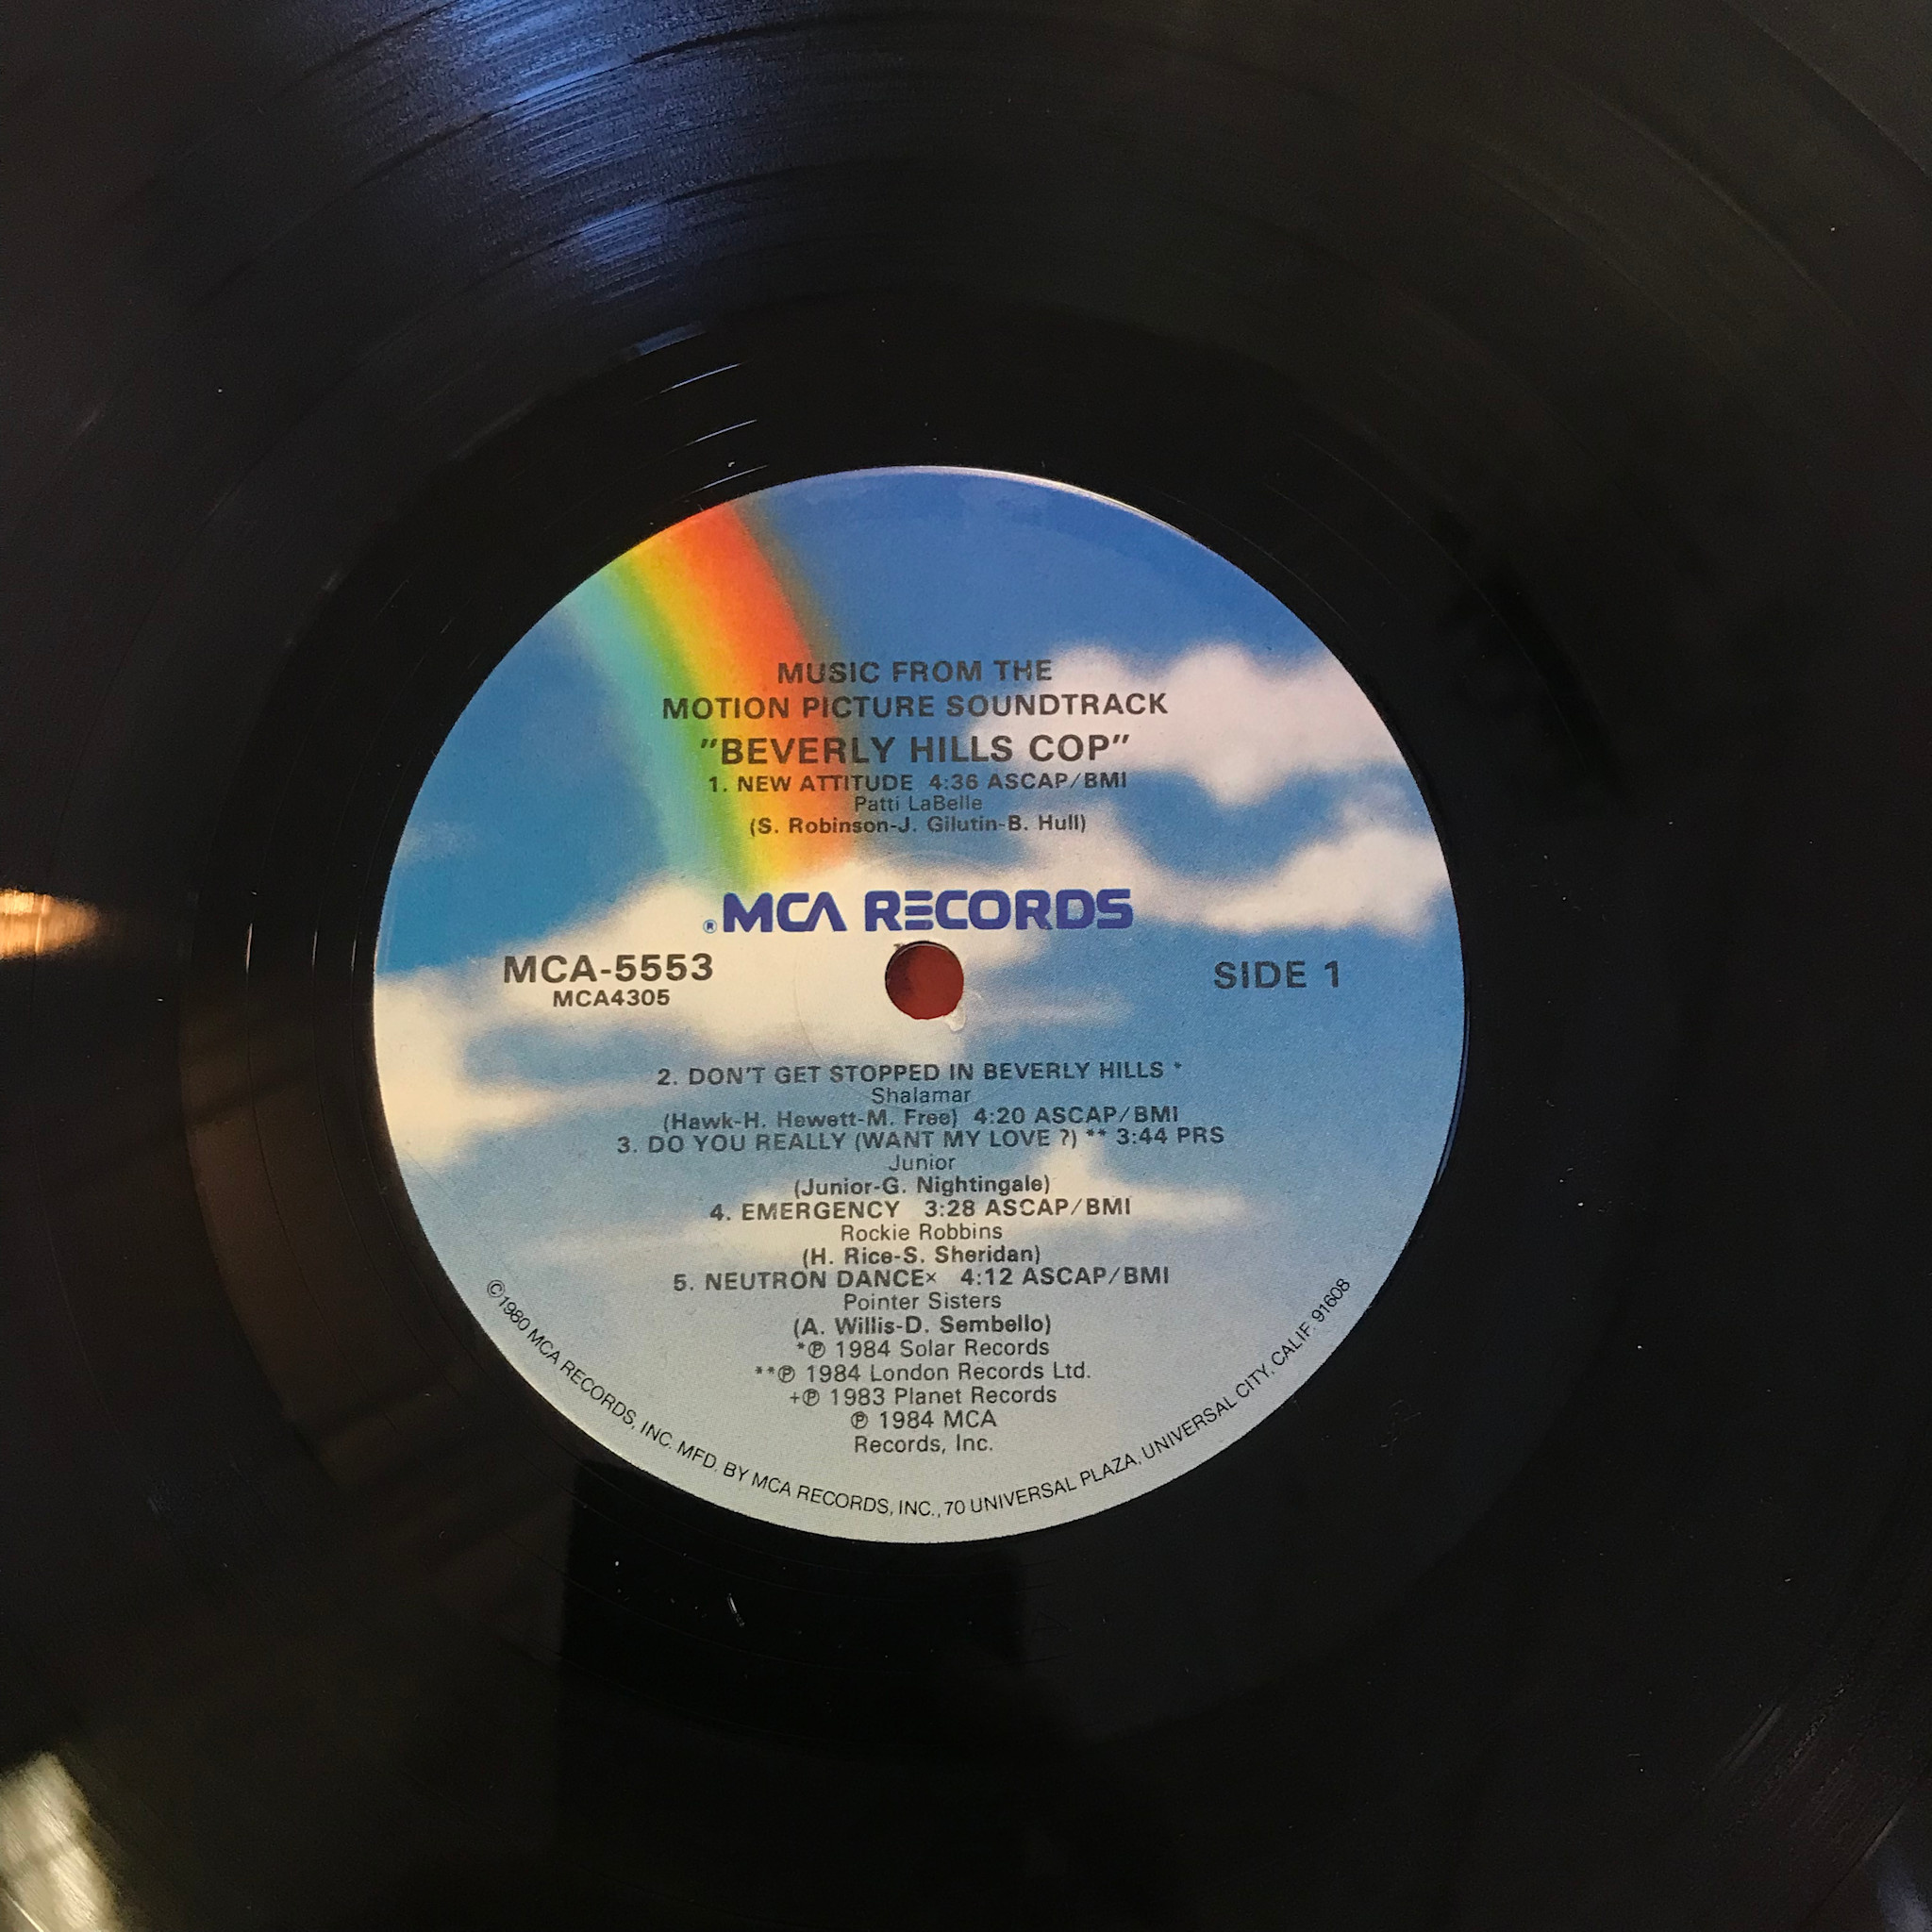 MUSIC FROM THE
MOTION PICTURE SOUNDTRACK
"BEVERLY HILLS COP"
1. NEW ATTITUDE 4:36 ASCAP/BMI
Patti LaBelle
(S. Robinson-J. Gilutin-B. Hull)
® MCA RECORDS
MCA-5553
MCA4305
SIDE 1
2. DON'T GET STOPPED IN BEVERLY HILLS *
Shalamar
(Hawk-H. Hewett-M. Free) 4:20 ASCAP/BMI
3. DO YOU REALLY (WANT MY LOVE ?) ** 3:44 PRS
Junior
(Junior-G. Nightingale)
4. EMERGENCY 3:28 ASCAP/BMI
Rockie Robbins
(H. Rice-S. Sheridan)
5. NEUTRON DANCE× 4:12 ASCAP/BMI
Pointer Sisters
(A. Willis-D. Sembello)
*℗ 1984 Solar Records
**℗ 1984 London Records Ltd.
+℗ 1983 Planet Records
℗ 1984 MCA
Records, Inc.
©1980 MCA RECORDS, INC. MFD. BY MCA RECORDS, INC., 70 UNIVERSAL PLAZA, UNIVERSAL CITY, CALIF. 91608